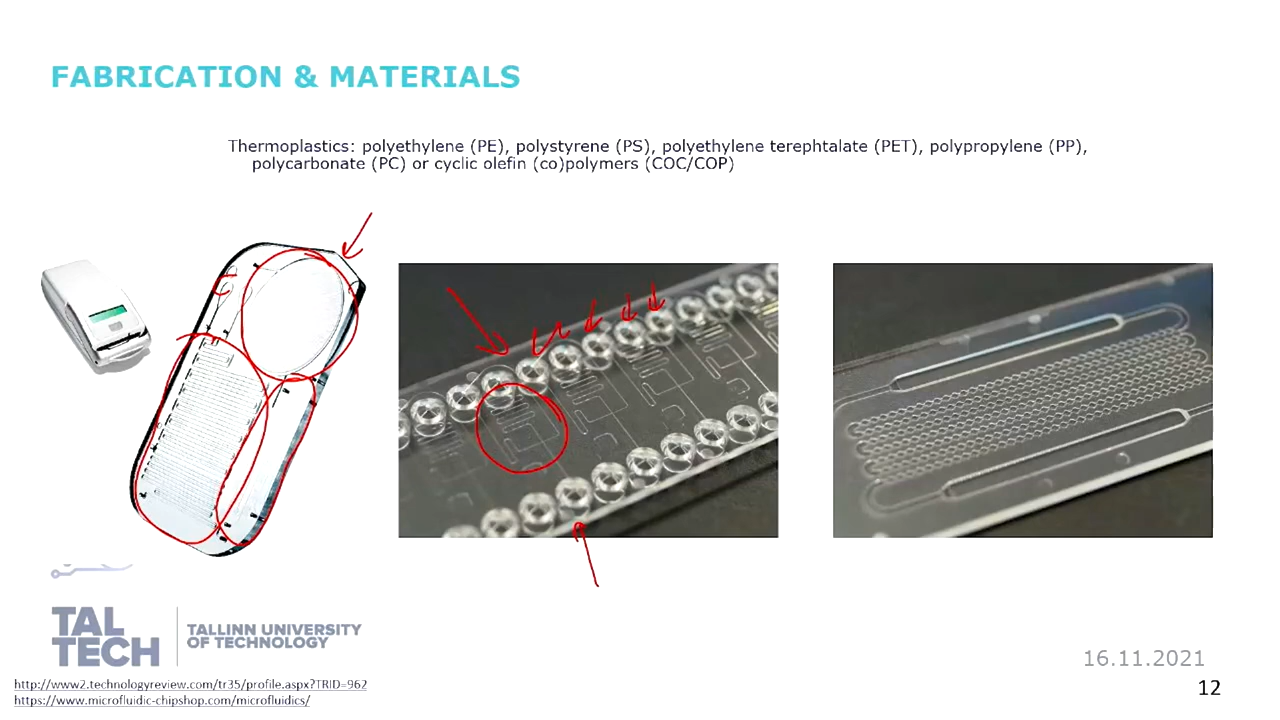 FABRICATION & MATERIALS
Thermoplastics: polyethylene (PE), polystyrene (PS), polyethylene terephtalate (PET), polypropylene (PP),
polycarbonate (PC) or cyclic olefin (co)polymers (COC/COP)
TAL
TECH
TALLINN UNIVERSITY
OF TECHNOLOGY
16.11.2021
http://www2.technologyreview.com/tr35/profile.aspx?TRID=962
https://www.microfluidic-chipshop.com/microfluidics/
12